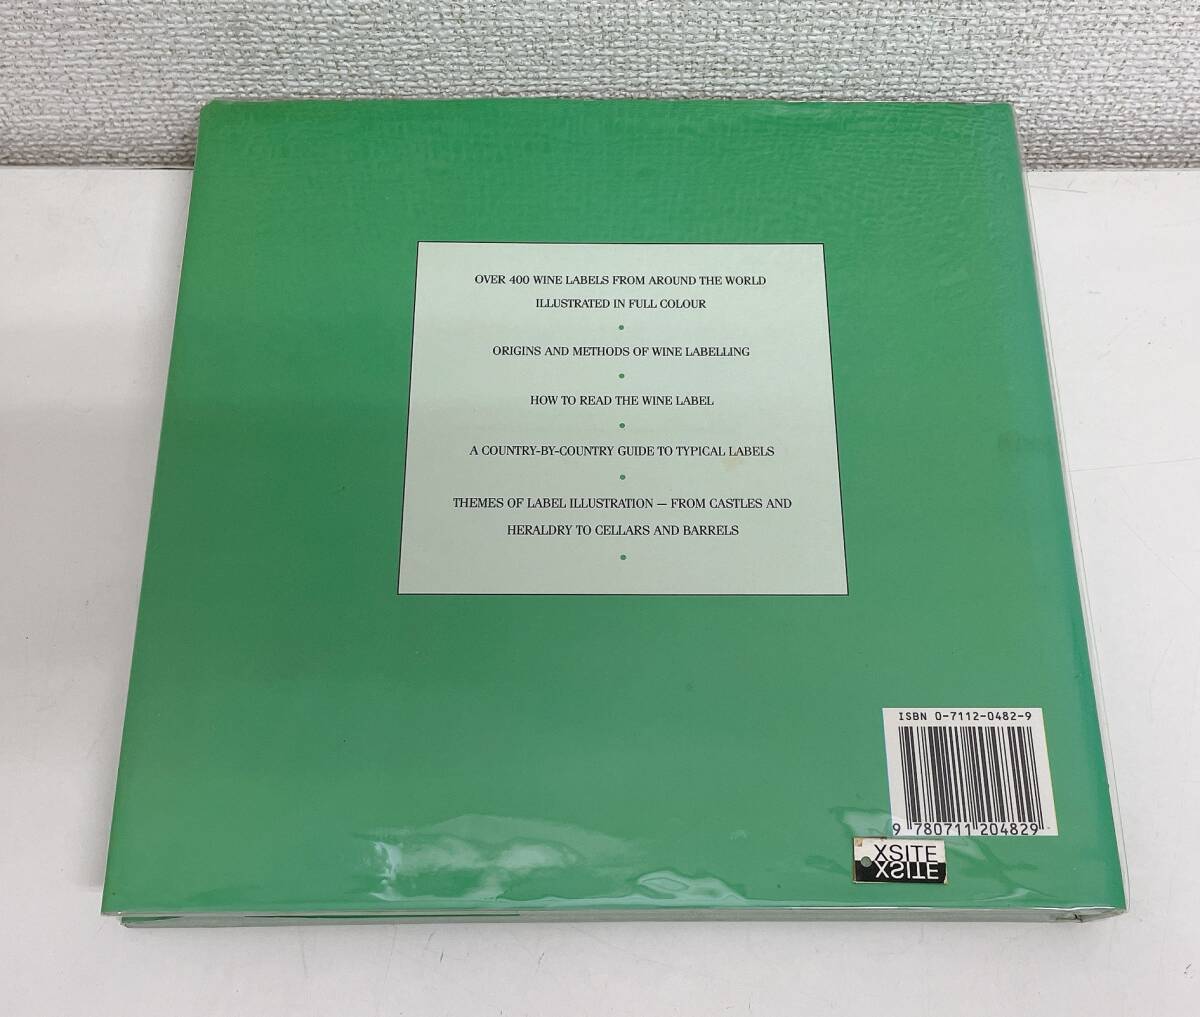 OVER 400 WINE LABELS FROM AROUND THE WORLD
ILLUSTRATED IN FULL COLOUR
ORIGINS AND METHODS OF WINE LABELLING
HOW TO READ THE WINE LABEL
A COUNTRY-BY-COUNTRY GUIDE TO TYPICAL LABELS
THEMES OF LABEL ILLUSTRATION — FROM CASTLES AND
HERALDRY TO CELLARS AND BARRELS
ISBN 0-7112-0482-9
9 780711 204829
XSITE
XSITE